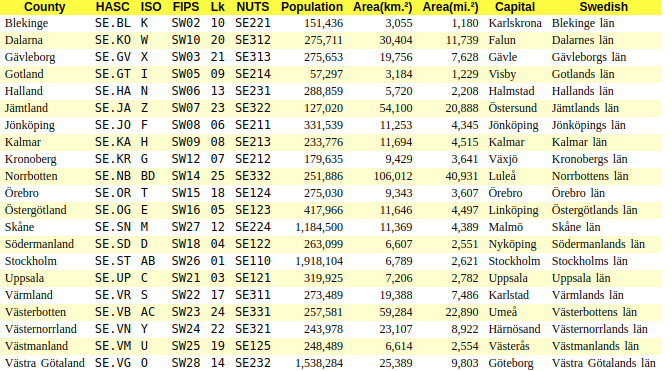 County HASC ISO FIPS Lk NUTS Population Area(km.²) Area(mi.²) Capital Swedish
Blekinge SE.BL K SW02 10 SE221 151,436 3,055 1,180 Karlskrona Blekinge län
Dalarna SE.KO W SW10 20 SE312 275,711 30,404 11,739 Falun Dalarnes län
Gävleborg SE.GV X SW03 21 SE313 275,653 19,756 7,628 Gävle Gävleborgs län
Gotland SE.GT I SW05 09 SE214 57,297 3,184 1,229 Visby Gotlands län
Halland SE.HA N SW06 13 SE231 288,859 5,720 2,208 Halmstad Hallands län
Jämtland SE.JA Z SW07 23 SE322 127,020 54,100 20,888 Östersund Jämtlands län
Jönköping SE.JO F SW08 06 SE211 331,539 11,253 4,345 Jönköping Jönköpings län
Kalmar SE.KA H SW09 08 SE213 233,776 11,694 4,515 Kalmar Kalmar län
Kronoberg SE.KR G SW12 07 SE212 179,635 9,429 3,641 Växjö Kronobergs län
Norrbotten SE.NB BD SW14 25 SE332 251,886 106,012 40,931 Luleå Norrbottens län
Örebro SE.OR T SW15 18 SE124 275,030 9,343 3,607 Örebro Örebro län
Östergötland SE.OG E SW16 05 SE123 417,966 11,646 4,497 Linköping Östergötlands län
Skåne SE.SN M SW27 12 SE224 1,184,500 11,369 4,389 Malmö Skåne län
Södermanland SE.SD D SW18 04 SE122 263,099 6,607 2,551 Nyköping Södermanlands län
Stockholm SE.ST AB SW26 01 SE110 1,918,104 6,789 2,621 Stockholm Stockholms län
Uppsala SE.UP C SW21 03 SE121 319,925 7,206 2,782 Uppsala Uppsala län
Värmland SE.VR S SW22 17 SE311 273,489 19,388 7,486 Karlstad Värmlands län
Västerbotten SE.VB AC SW23 24 SE331 257,581 59,284 22,890 Umeå Västerbottens län
Västernorrland SE.VN Y SW24 22 SE321 243,978 23,107 8,922 Härnösand Västernorrlands län
Västmanland SE.VM U SW25 19 SE125 248,489 6,614 2,554 Västerås Västmanlands län
Västra Götaland SE.VG O SW28 14 SE232 1,538,284 25,389 9,803 Göteborg Västra Götalands län